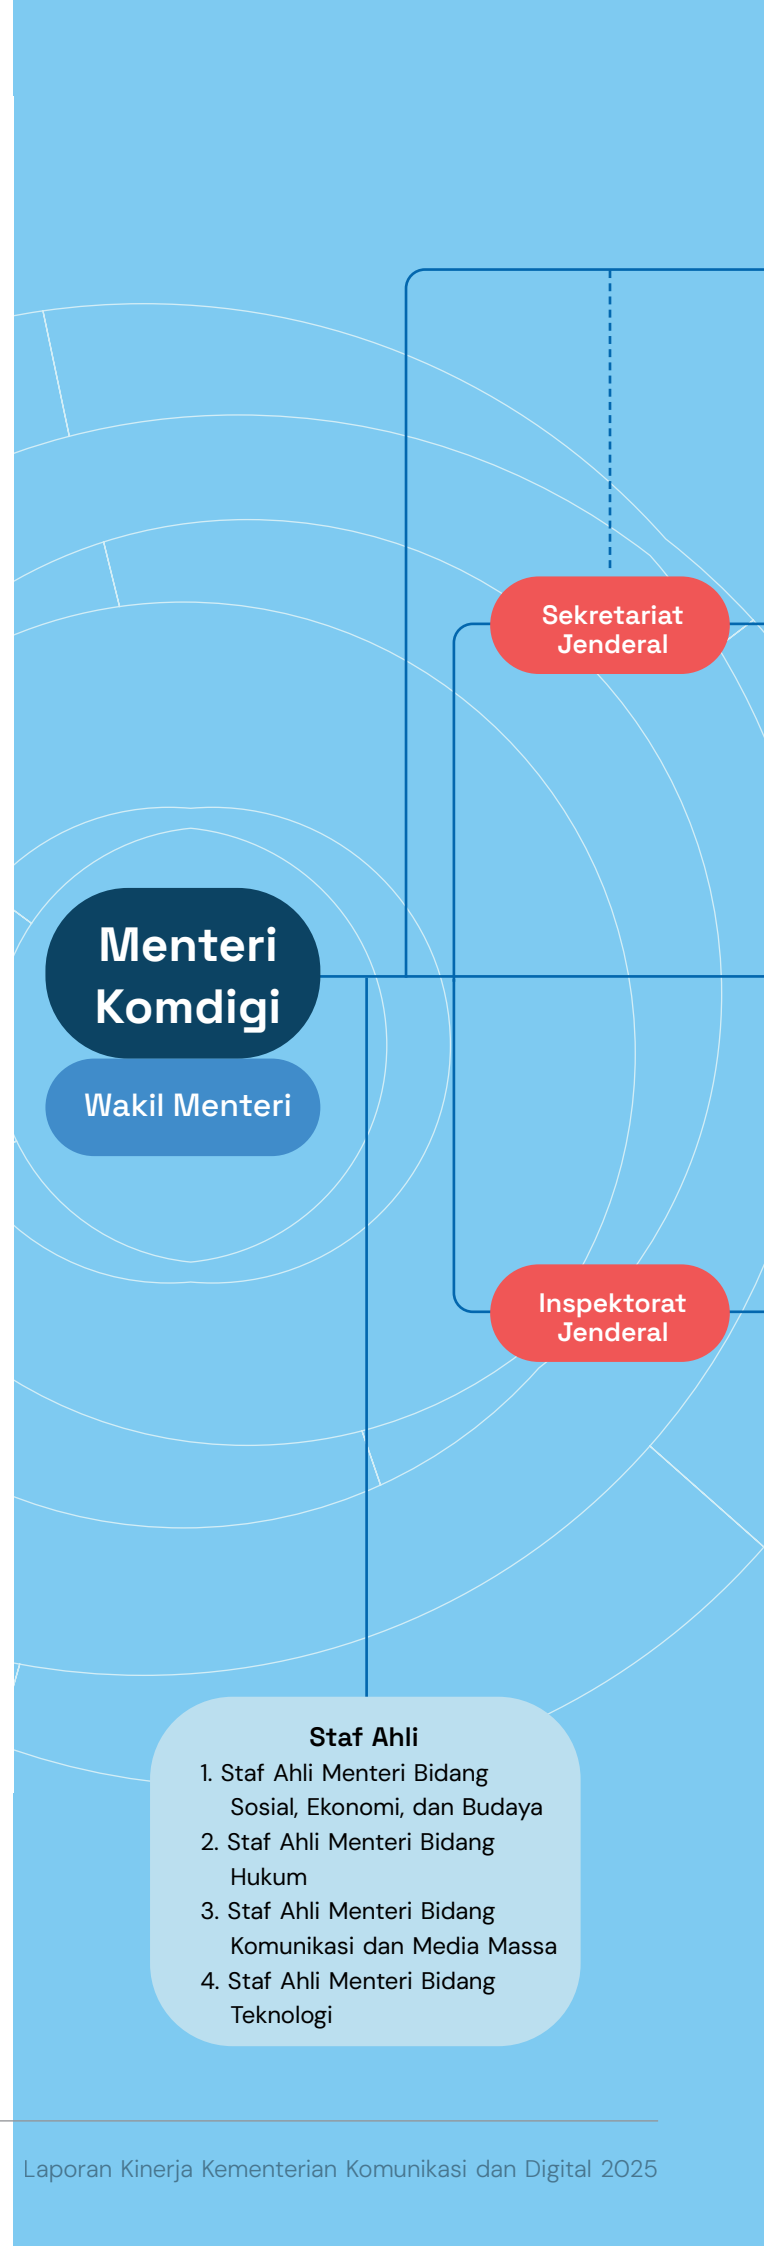 Sekretariat
Jenderal
Menteri
Komdigi
Wakil Menteri
Inspektorat
Jenderal
Staf Ahli
1. Staf Ahli Menteri Bidang
Sosial, Ekonomi, dan Budaya
2. Staf Ahli Menteri Bidang
Hukum
3. Staf Ahli Menteri Bidang
Komunikasi dan Media Massa
4. Staf Ahli Menteri Bidang
Teknologi
Laporan Kinerja Kementerian Komunikasi dan Digital 2025